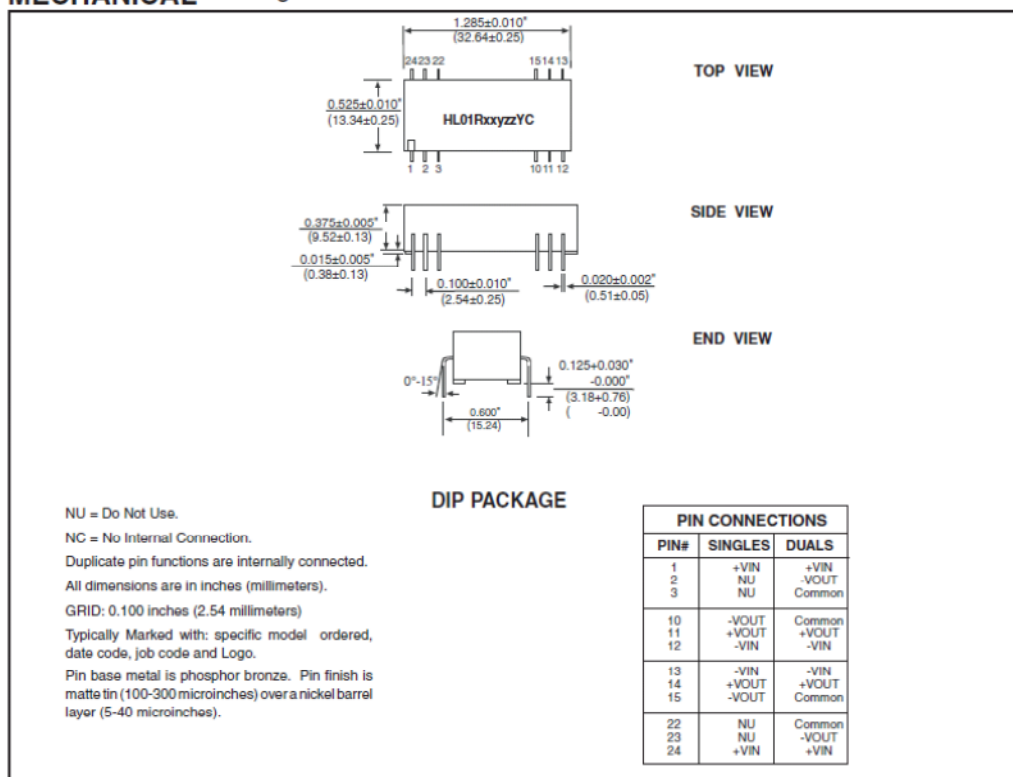 MECHANICAL
1.285±0.010"
(32.64±0.25)
24 23 22
15 14 13
TOP VIEW
0.525±0.010"
(13.34±0.25)
HL01RxxyzzYC
1 2 3
10 11 12
SIDE VIEW
0.375±0.005"
(9.52±0.13)
0.015±0.005"
(0.38±0.13)
0.100±0.010"
(2.54±0.25)
0.020±0.002"
(0.51±0.05)
END VIEW
0.125+0.030"
-0.000"
(3.18+0.76)
( -0.00)
0°-15°
0.600"
(15.24)
DIP PACKAGE
NU = Do Not Use.
NC = No Internal Connection.
Duplicate pin functions are internally connected.
All dimensions are in inches (millimeters).
GRID: 0.100 inches (2.54 millimeters)
Typically Marked with: specific model ordered,
date code, job code and Logo.
Pin base metal is phosphor bronze. Pin finish is
matte tin (100-300 microinches) over a nickel barrel
layer (5-40 microinches).
PIN CONNECTIONS
PIN# SINGLES DUALS
1 +VIN +VIN
2 NU -VOUT
3 NU Common
10 -VOUT Common
11 +VOUT +VOUT
12 -VIN -VIN
13 -VIN -VIN
14 +VOUT +VOUT
15 -VOUT Common
22 NU Common
23 NU -VOUT
24 +VIN +VIN